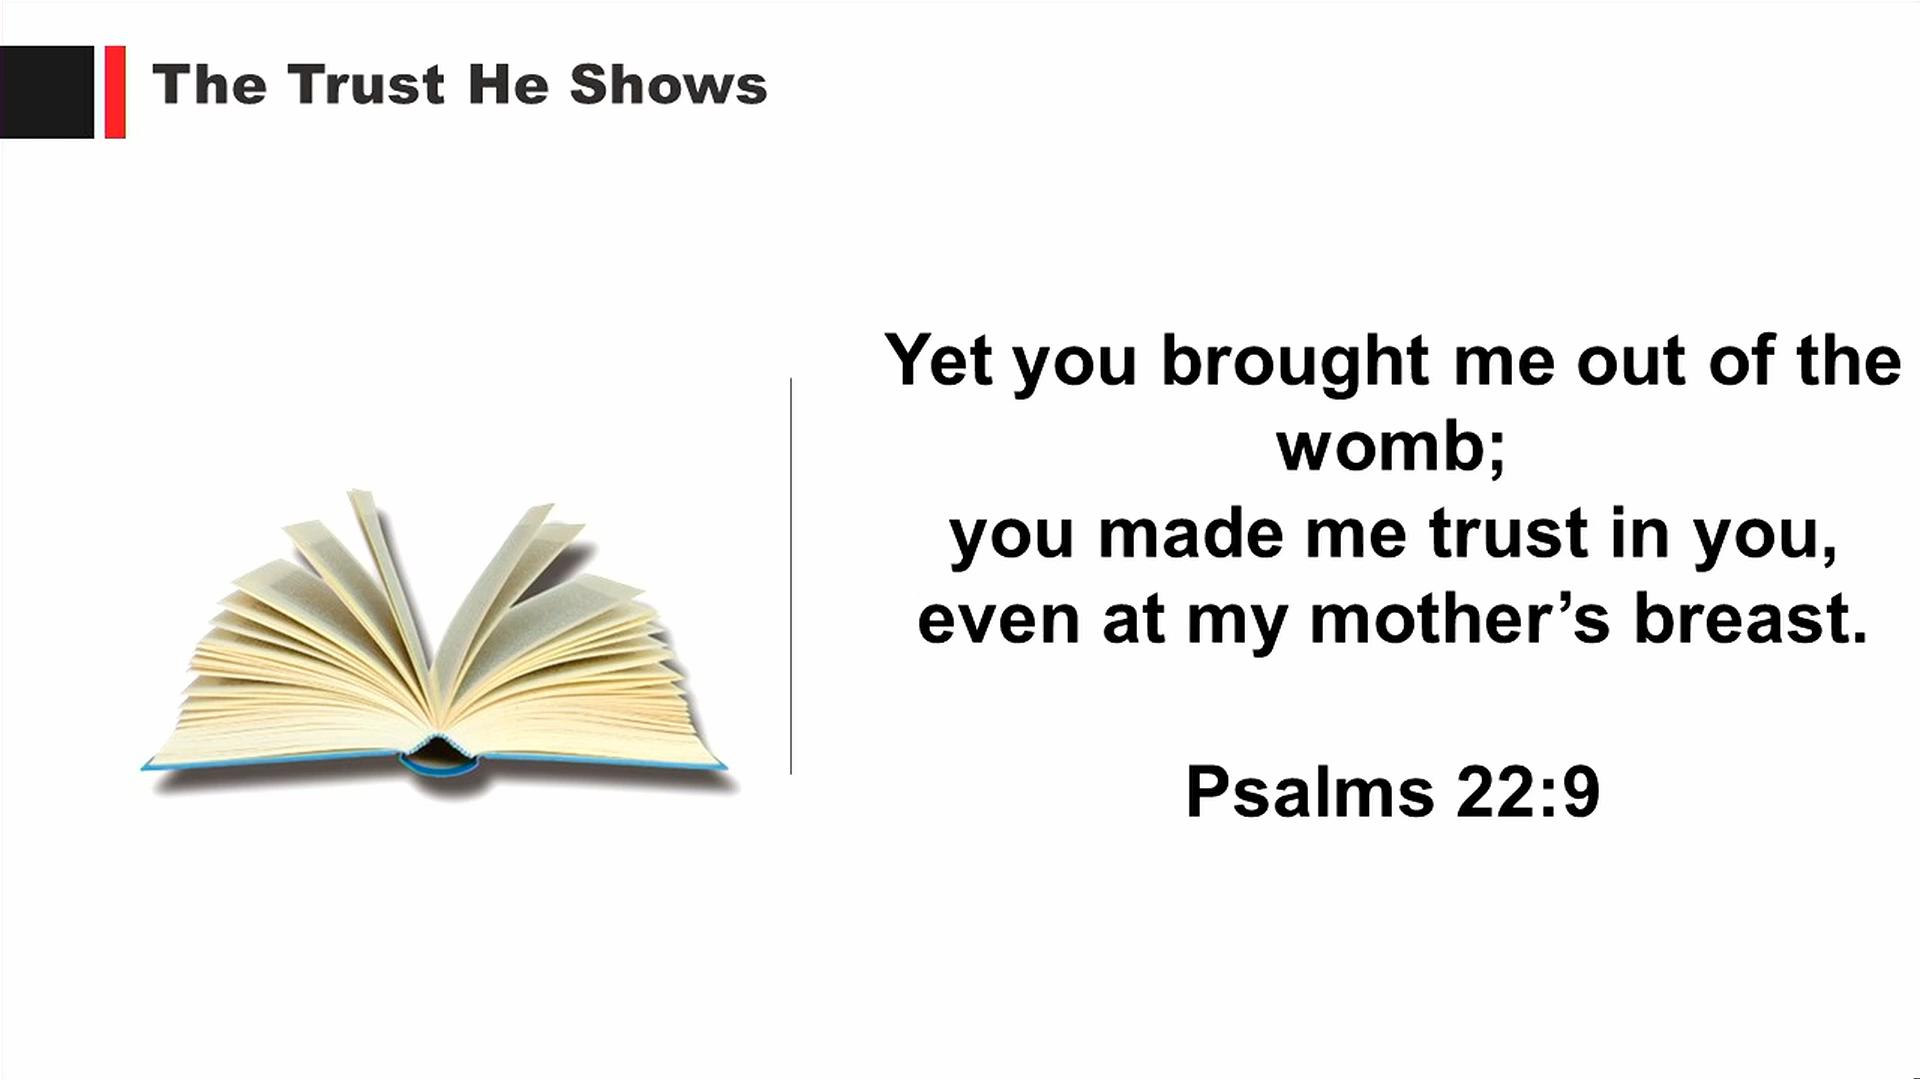 The Trust He Shows
Yet you brought me out of the
womb;
you made me trust in you,
even at my mother’s breast.
Psalms 22:9